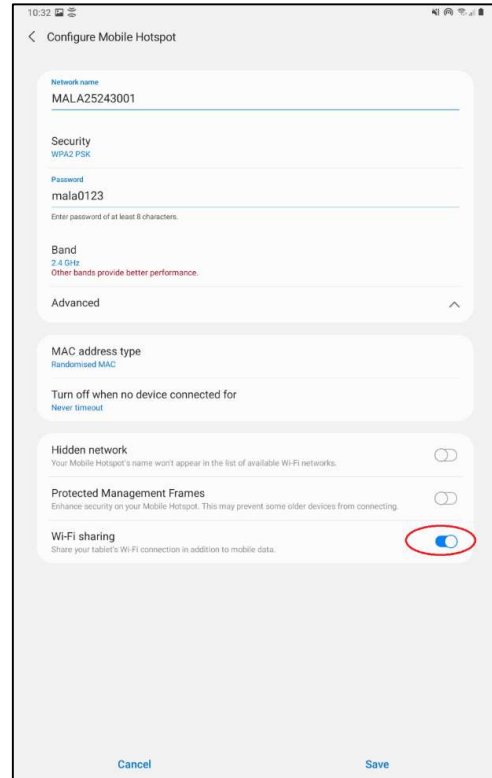 10:32
Configure Mobile Hotspot
Network name
MALA25243001
Security
WPA2 PSK
Password
mala0123
Enter password of at least 8 characters.
Band
2.4 GHz
Other bands provide better performance.
Advanced
MAC address type
Randomised MAC
Turn off when no device connected for
Never timeout
Hidden network
Your Mobile Hotspot's name won't appear in the list of available Wi-Fi networks.
Protected Management Frames
Enhance security on your Mobile Hotspot. This may prevent some older devices from connecting.
Wi-Fi sharing
Share your tablet's Wi-Fi connection in addition to mobile data.
Cancel Save